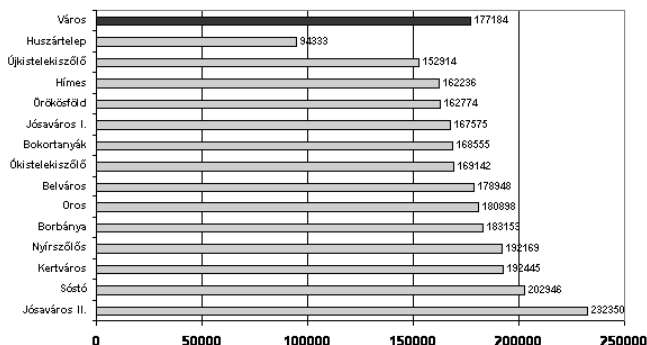 Város 177184
Huszártelep 94333
Újkistelekiszőlő 152914
Hímes 162236
Örökösföld 162774
Jósaváros I. 167575
Bokortanyák 168555
Ókistelekiszőlő 169142
Belváros 178948
Oros 180898
Borbánya 183153
Nyírszőlős 192169
Kertváros 192445
Sóstó 202946
Jósaváros II. 232350
0 50000 100000 150000 200000 250000